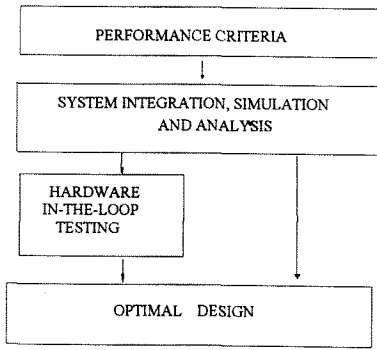 PERFORMANCE CRITERIA
SYSTEM INTEGRATION, SIMULATION
AND ANALYSIS
HARDWARE
IN-THE-LOOP
TESTING
OPTIMAL DESIGN